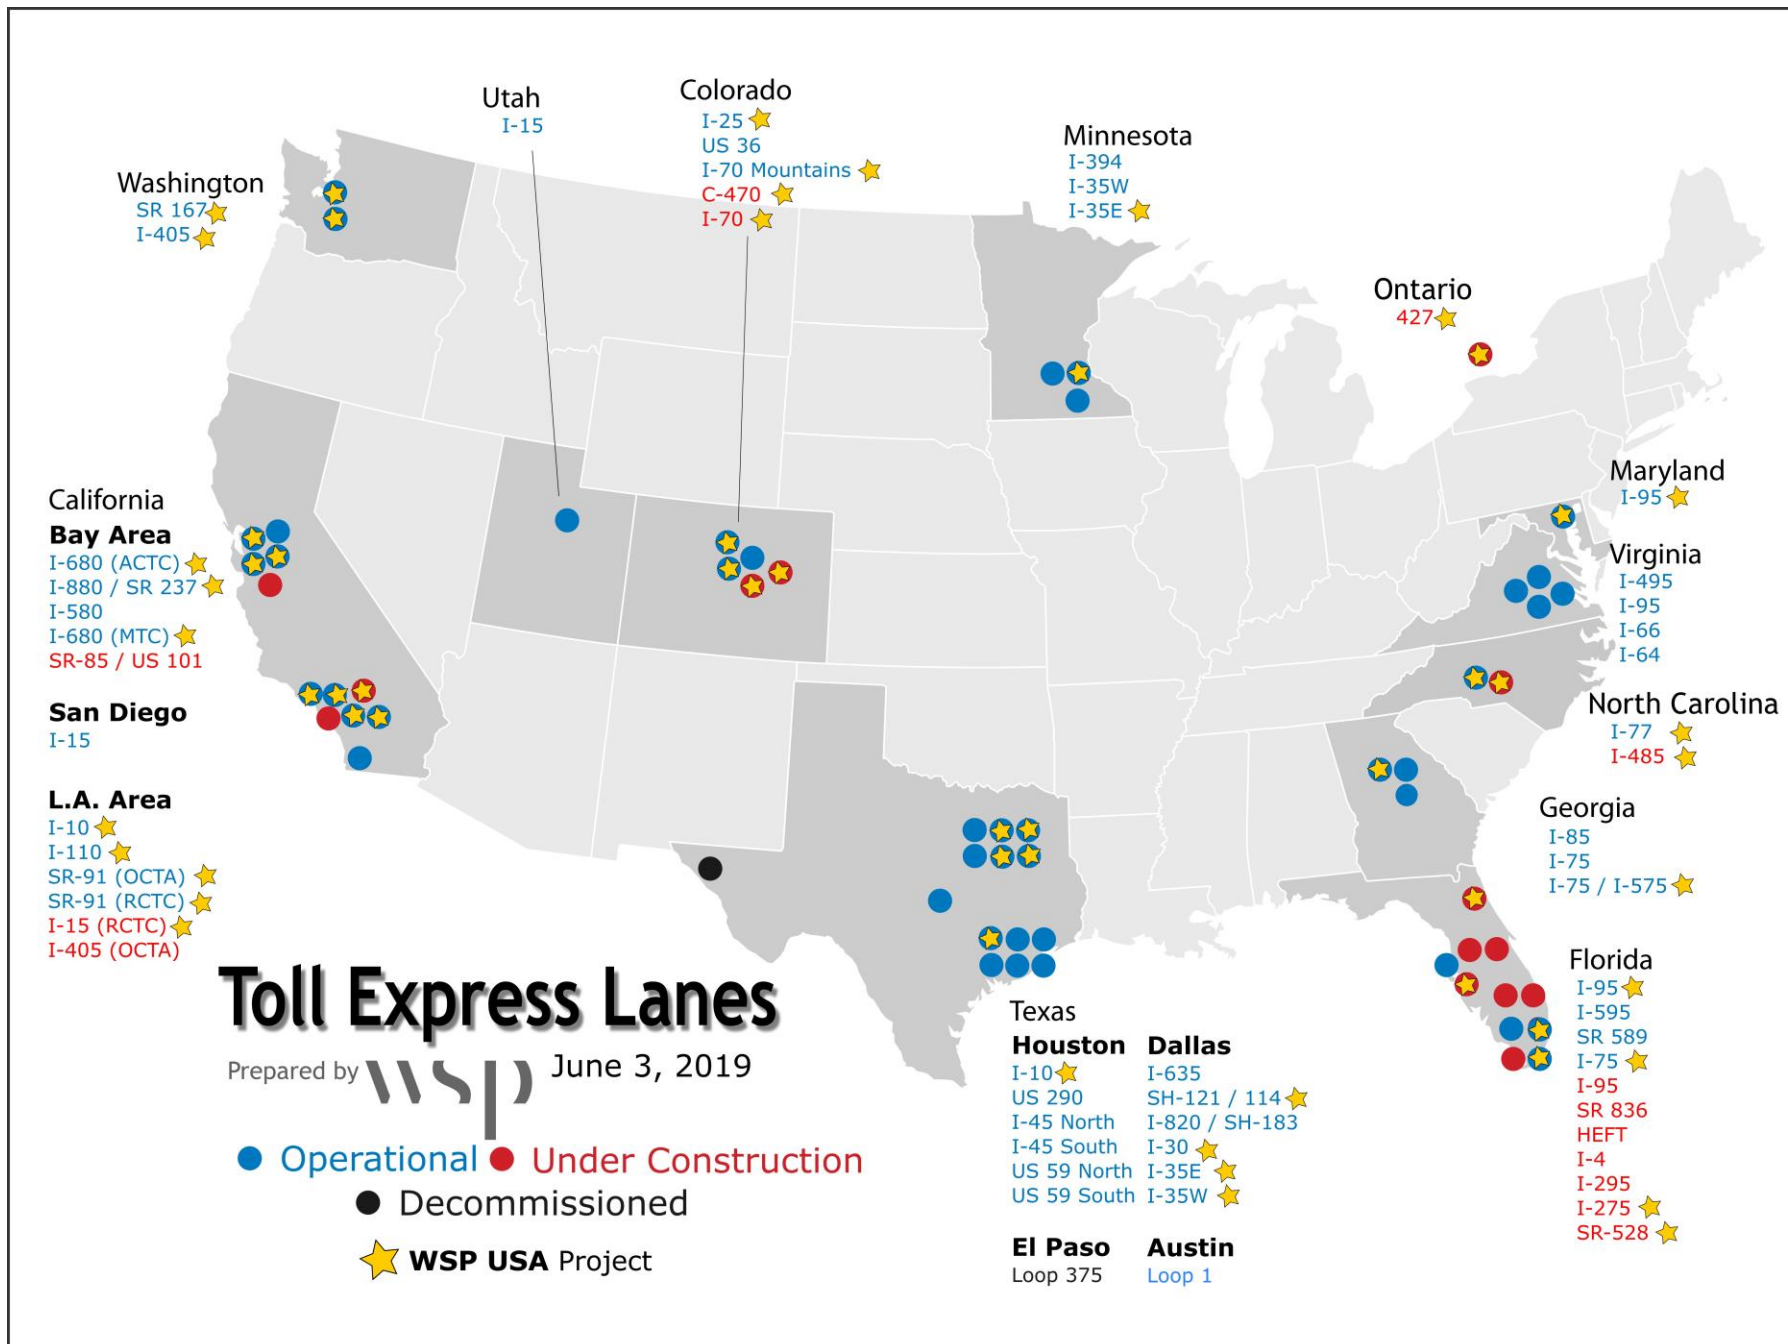 Utah
I-15
Colorado
I-25
US 36
I-70 Mountains
C-470
I-70
Minnesota
I-394
I-35W
I-35E
Washington
SR 167
I-405
Ontario
427
Maryland
I-95
Virginia
I-495
I-95
I-66
I-64
North Carolina
I-77
I-485
Georgia
I-85
I-75
I-75 / I-575
Florida
I-95
I-595
SR 589
I-75
I-95
SR 836
HEFT
I-4
I-295
I-275
SR-528
California
Bay Area
I-680 (ACTC)
I-880 / SR 237
I-580
I-680 (MTC)
SR-85 / US 101
San Diego
I-15
L.A. Area
I-10
I-110
SR-91 (OCTA)
SR-91 (RCTC)
I-15 (RCTC)
I-405 (OCTA)
Texas
Houston
I-10
US 290
I-45 North
I-45 South
US 59 North
US 59 South
Dallas
I-635
SH-121 / 114
I-820 / SH-183
I-30
I-35E
I-35W
El Paso
Loop 375
Austin
Loop 1
Toll Express Lanes
Prepared by wsp June 3, 2019
Operational Under Construction
Decommissioned
WSP USA Project